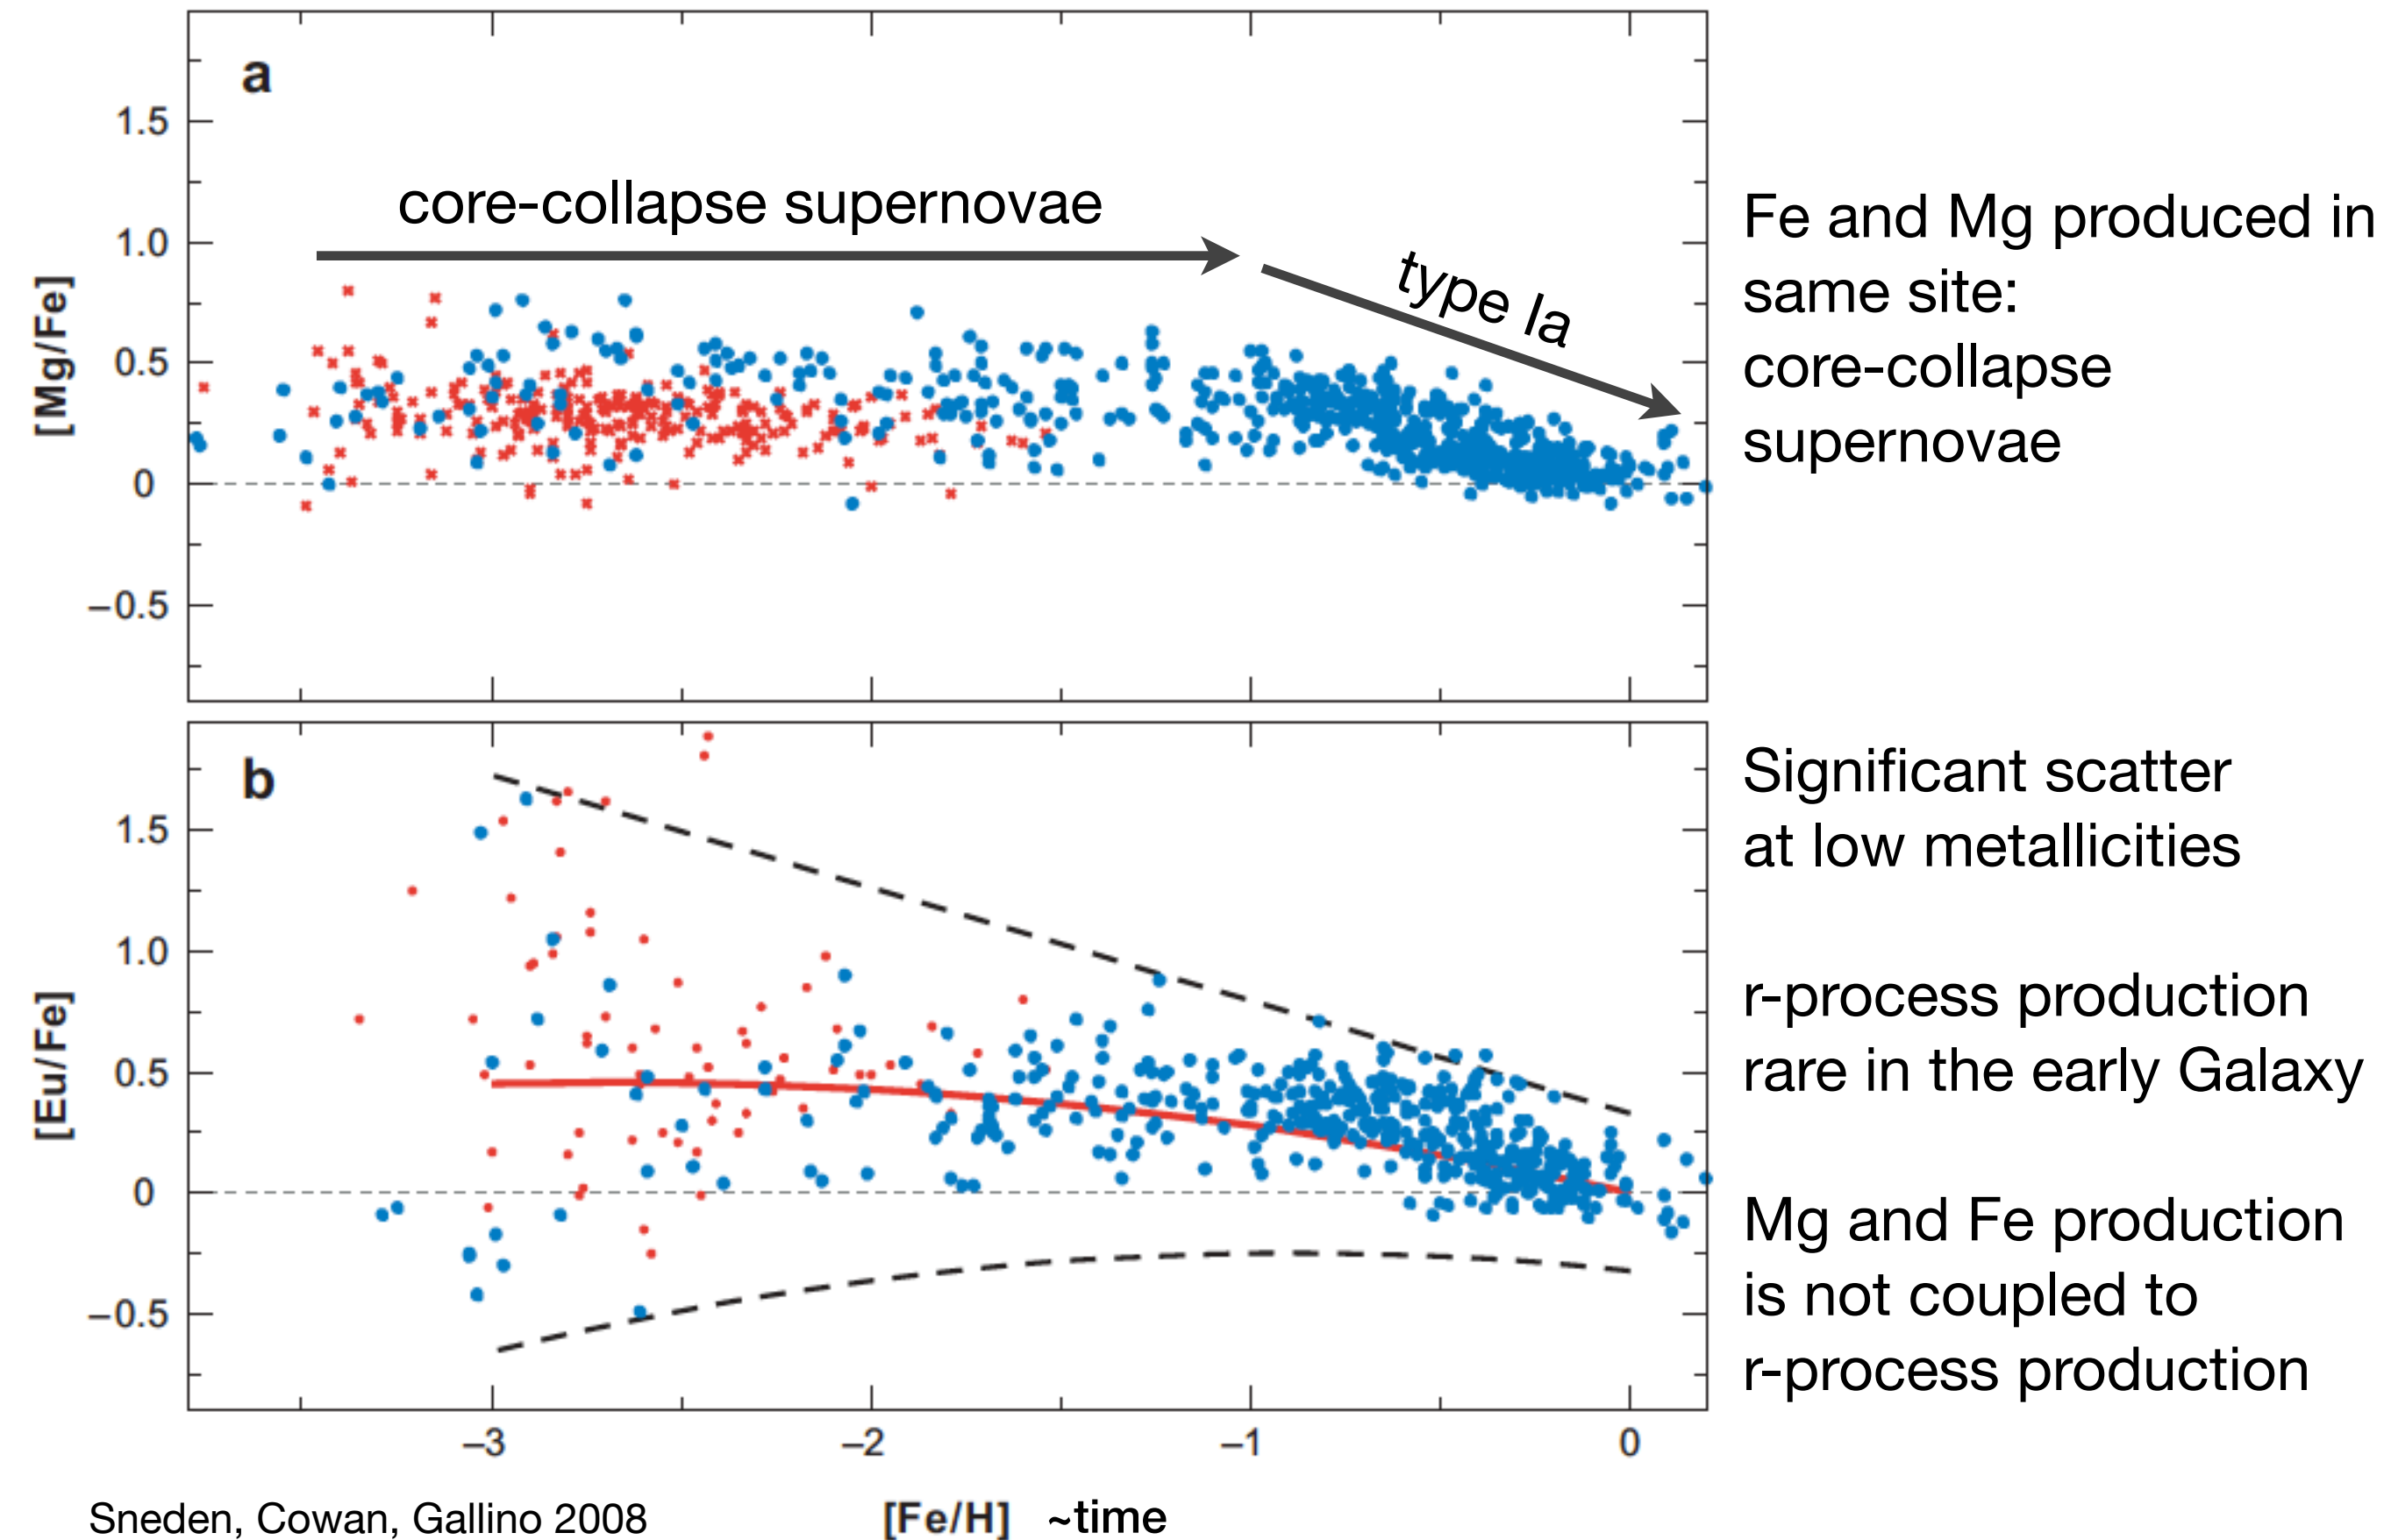 a
1.5
1.0
0.5
0
−0.5
[Mg/Fe]
core-collapse supernovae
type Ia
Fe and Mg produced in
same site:
core-collapse
supernovae
b
1.5
1.0
0.5
0
−0.5
[Eu/Fe]
Significant scatter
at low metallicities
r-process production
rare in the early Galaxy
Mg and Fe production
is not coupled to
r-process production
−3 −2 −1 0
Sneden, Cowan, Gallino 2008
[Fe/H] ~time